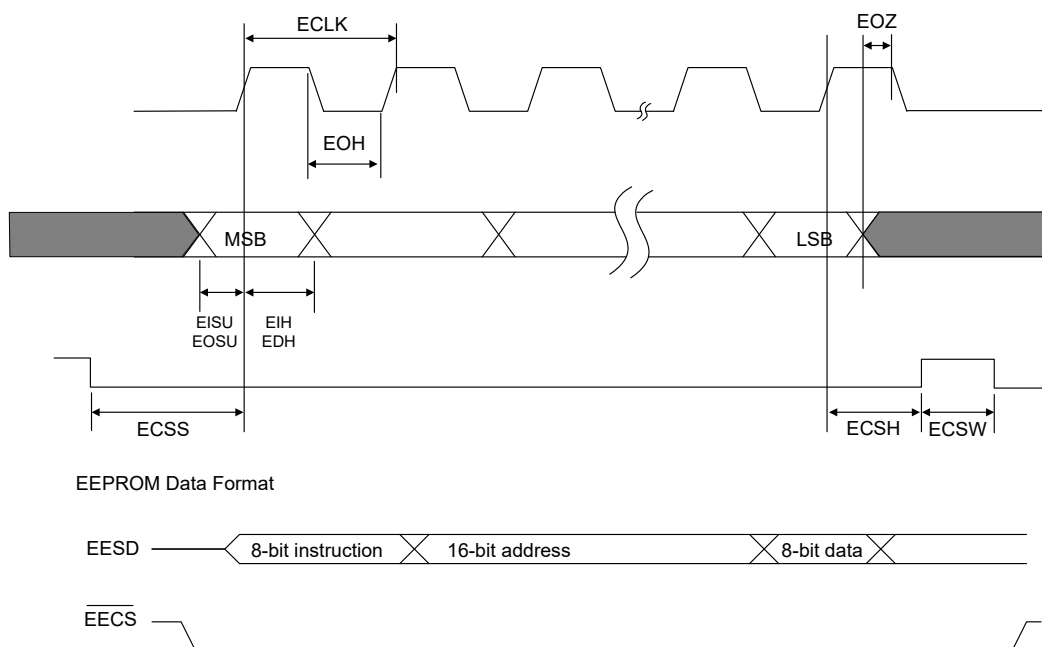 ECLK
EOZ
EOH
MSB
LSB
EISU
EOSU
EIH
EDH
ECSS
ECSH
ECSW
EEPROM Data Format
EESD
8-bit instruction
16-bit address
8-bit data
EECS